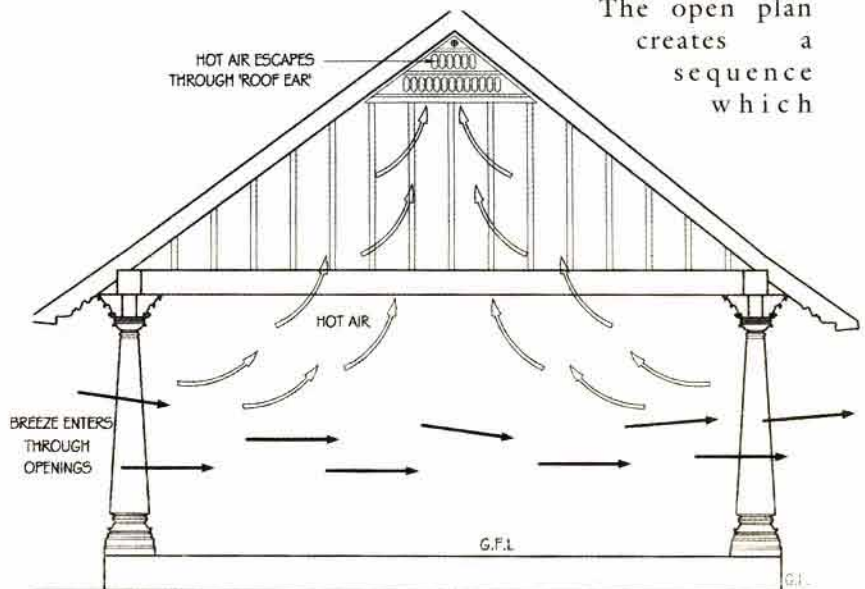 The open plan
creates a
sequence
which
HOT AIR ESCAPES
THROUGH 'ROOF EAR'
HOT AIR
BREEZE ENTERS
THROUGH
OPENINGS
G.F.L
G.L.